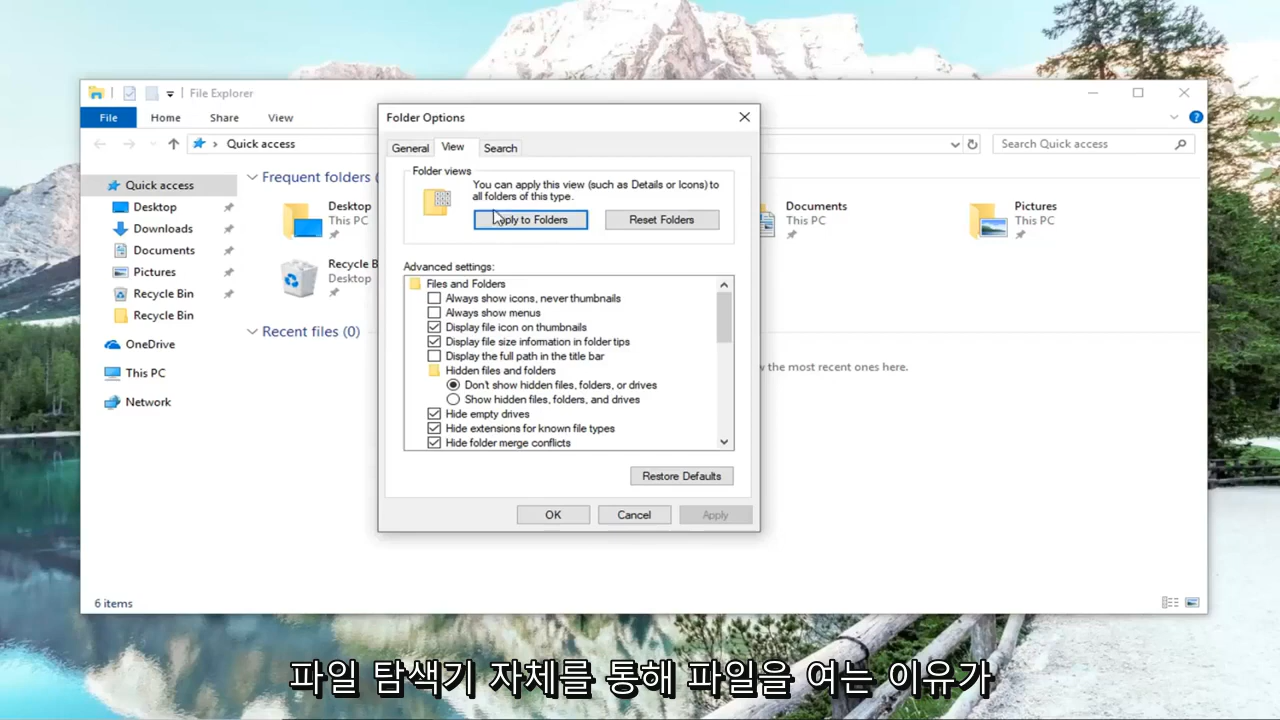 File Explorer
File
Home
Share
View
Quick access
Search Quick access
Quick access
Desktop
Downloads
Documents
Pictures
Recycle Bin
Recycle Bin
OneDrive
This PC
Network
Frequent folders (
Desktop
This PC
Recycle B
Desktop
Recent files (0)
Documents
This PC
Pictures
This PC
w the most recent ones here.
6 items
Folder Options
General
View
Search
Folder views
You can apply this view (such as Details or Icons) to
all folders of this type.
Apply to Folders
Reset Folders
Advanced settings:
Files and Folders
Always show icons, never thumbnails
Always show menus
Display file icon on thumbnails
Display file size information in folder tips
Display the full path in the title bar
Hidden files and folders
Don't show hidden files, folders, or drives
Show hidden files, folders, and drives
Hide empty drives
Hide extensions for known file types
Hide folder merge conflicts
Restore Defaults
OK
Cancel
Apply
파일 탐색기 자체를 통해 파일을 여는 이유가